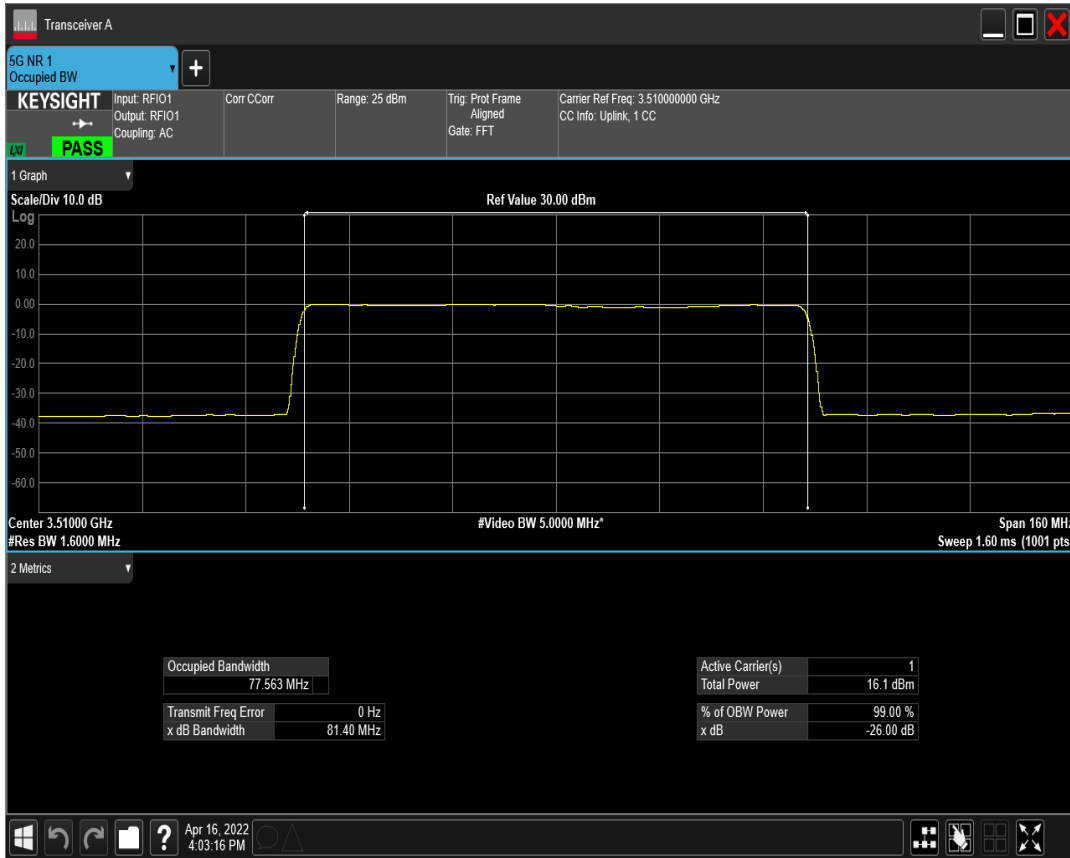 Transceiver A
5G NR 1
Occupied BW
+
KEYSIGHT
LXI
PASS
Input: RFIO1
Output: RFIO1
Coupling: AC
Corr CCorr
Range: 25 dBm
Trig: Prot Frame
Aligned
Gate: FFT
Carrier Ref Freq: 3.510000000 GHz
CC Info: Uplink, 1 CC
1 Graph
Scale/Div 10.0 dB
Ref Value 30.00 dBm
Log
20.0
10.0
0.00
-10.0
-20.0
-30.0
-40.0
-50.0
-60.0
Center 3.51000 GHz
#Video BW 5.0000 MHz*
Span 160 MHz
#Res BW 1.6000 MHz
Sweep 1.60 ms (1001 pts
2 Metrics
Occupied Bandwidth
77.563 MHz
Transmit Freq Error 0 Hz
x dB Bandwidth 81.40 MHz
Active Carrier(s) 1
Total Power 16.1 dBm
% of OBW Power 99.00 %
x dB -26.00 dB
?
Apr 16, 2022
4:03:16 PM